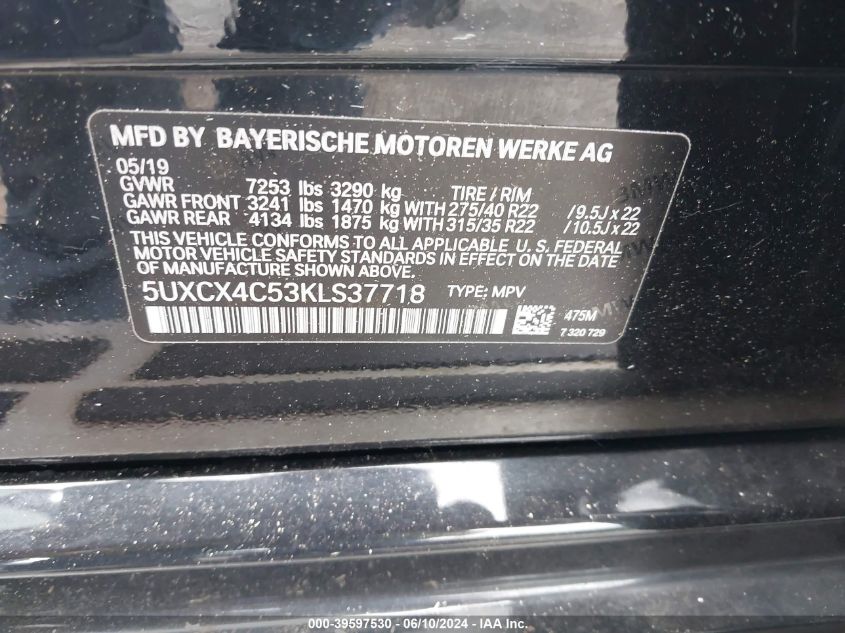 MFD BY BAYERISCHE MOTOREN WERKE AG
05/19
GVWR 7253 lbs 3290 kg TIRE / RIM
GAWR FRONT 3241 lbs 1470 kg WITH 275/40 R22 /9.5J x 22
GAWR REAR 4134 lbs 1875 kg WITH 315/35 R22 /10.5J x 22
THIS VEHICLE CONFORMS TO ALL APPLICABLE U.S. FEDERAL
MOTOR VEHICLE SAFETY STANDARDS IN EFFECT ON THE
DATE OF MANUFACTURE SHOWN ABOVE.
5UXCX4C53KLS37718 TYPE: MPV
475M
7 320 729
000-39597530 - 06/10/2024 - IAA Inc.